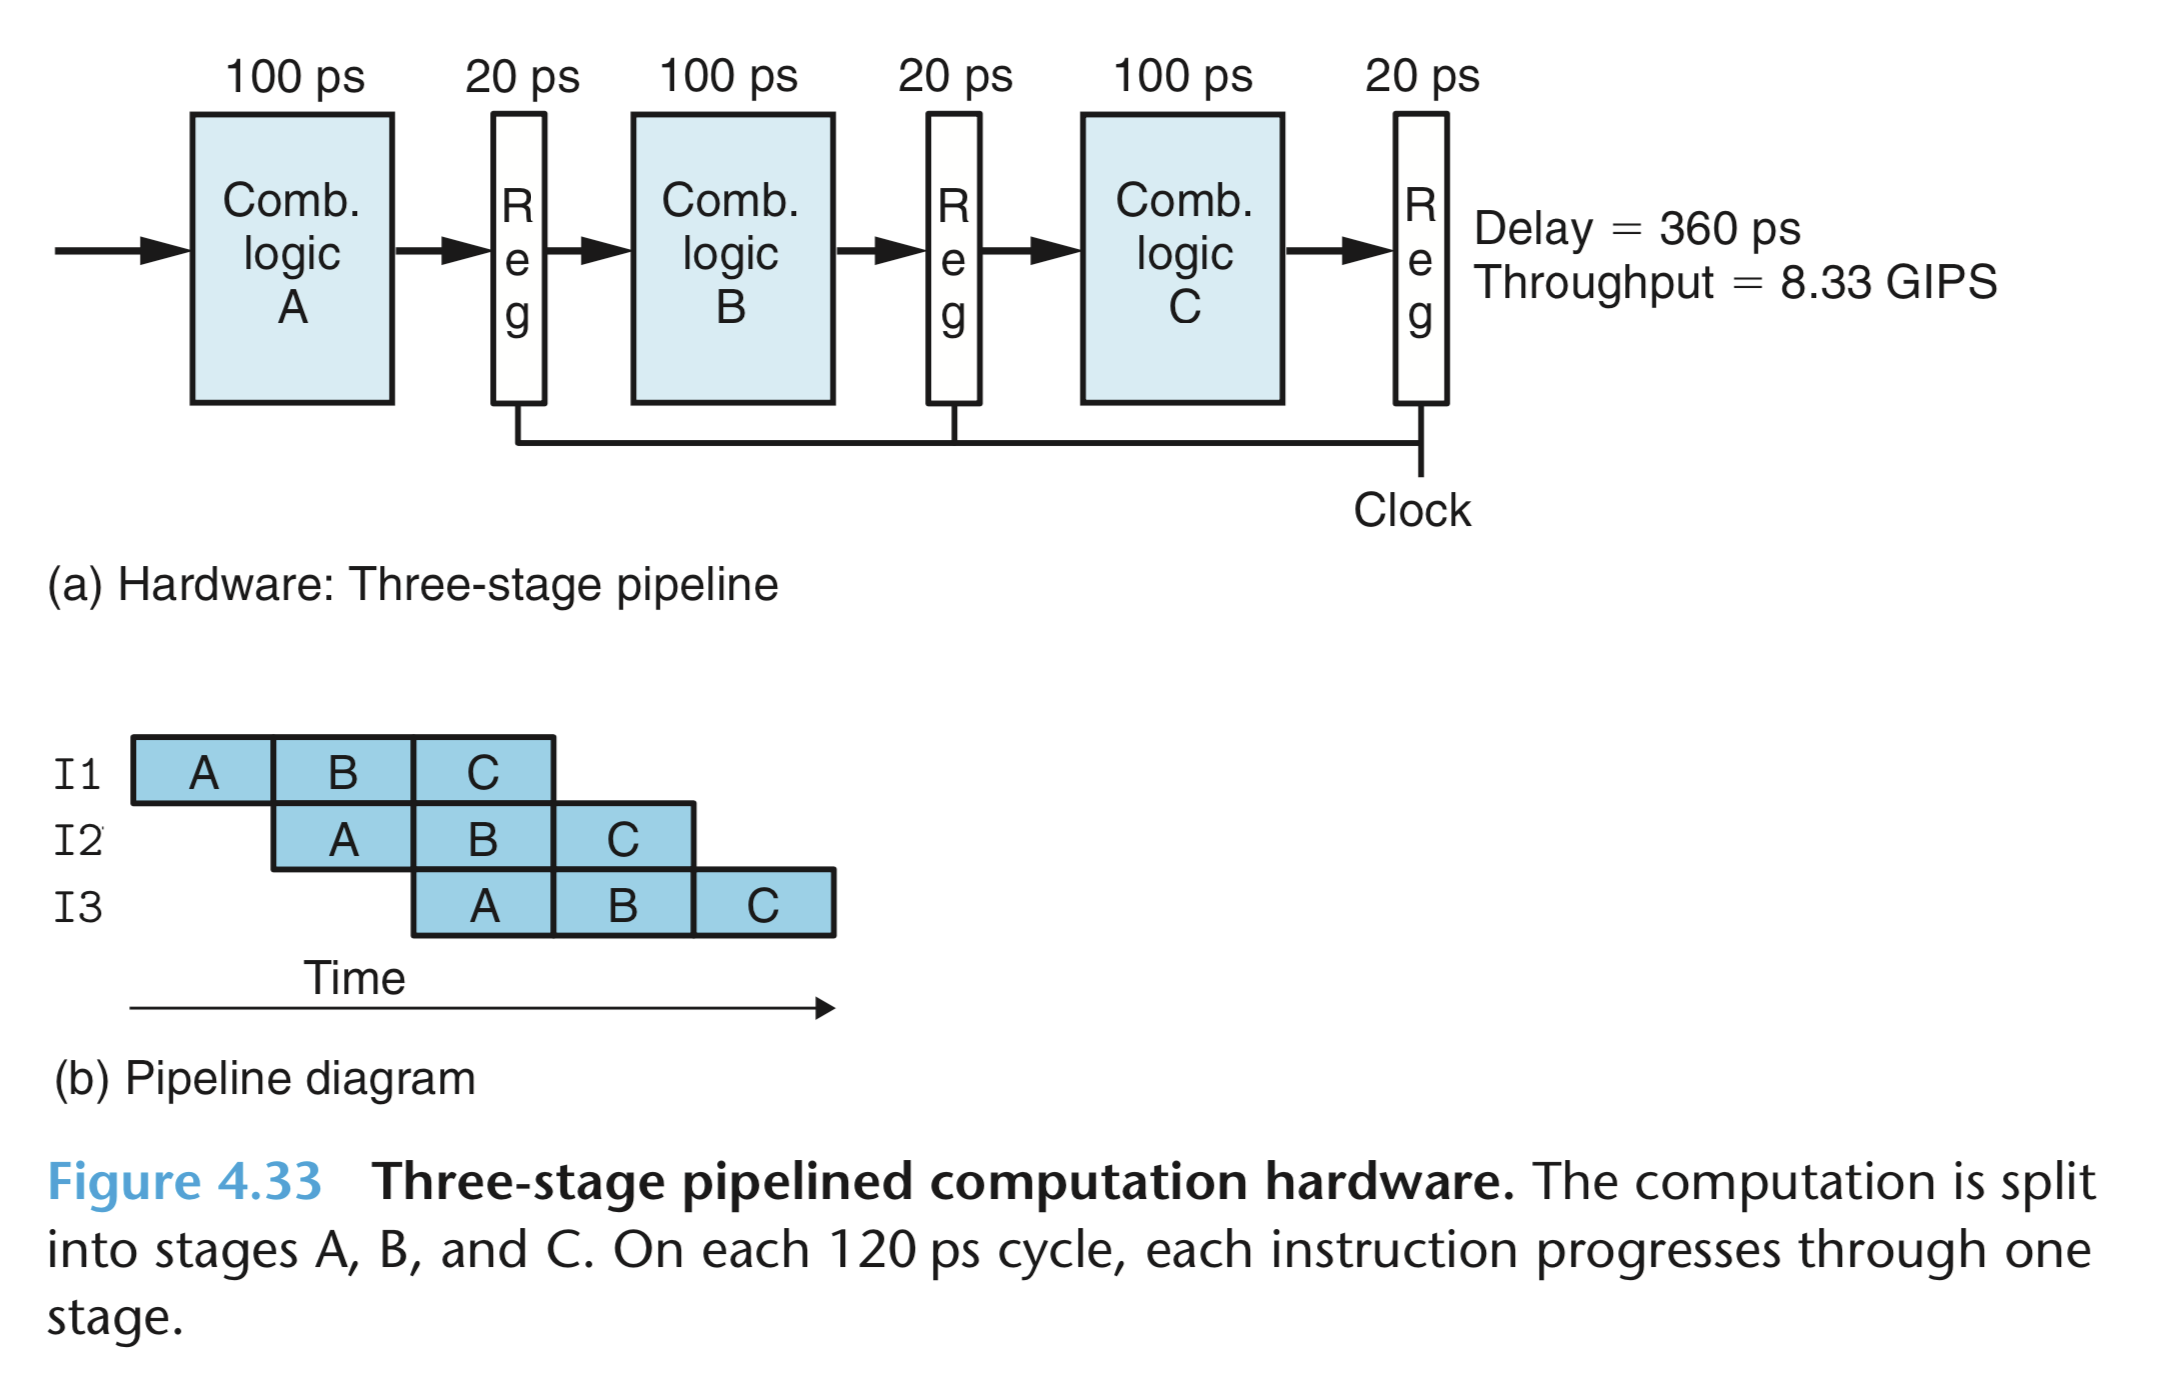 100 ps 20 ps 100 ps 20 ps 100 ps 20 ps
Comb.
logic
A
R
e
g
Comb.
logic
B
R
e
g
Comb.
logic
C
R
e
g
Delay = 360 ps
Throughput = 8.33 GIPS
Clock
(a) Hardware: Three-stage pipeline
I1 A B C
I2 A B C
I3 A B C
Time
(b) Pipeline diagram
Figure 4.33 Three-stage pipelined computation hardware. The computation is split
into stages A, B, and C. On each 120 ps cycle, each instruction progresses through one
stage.